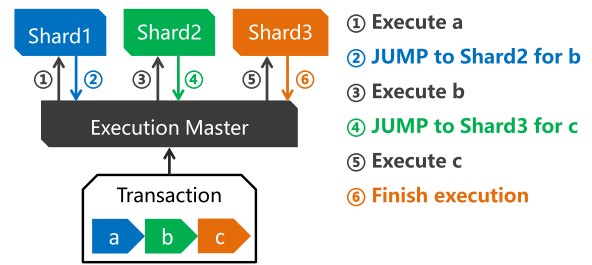 Shard1 Shard2 Shard3
① ② ③ ④ ⑤ ⑥
Execution Master
Transaction
a b c
① Execute a
② JUMP to Shard2 for b
③ Execute b
④ JUMP to Shard3 for c
⑤ Execute c
⑥ Finish execution